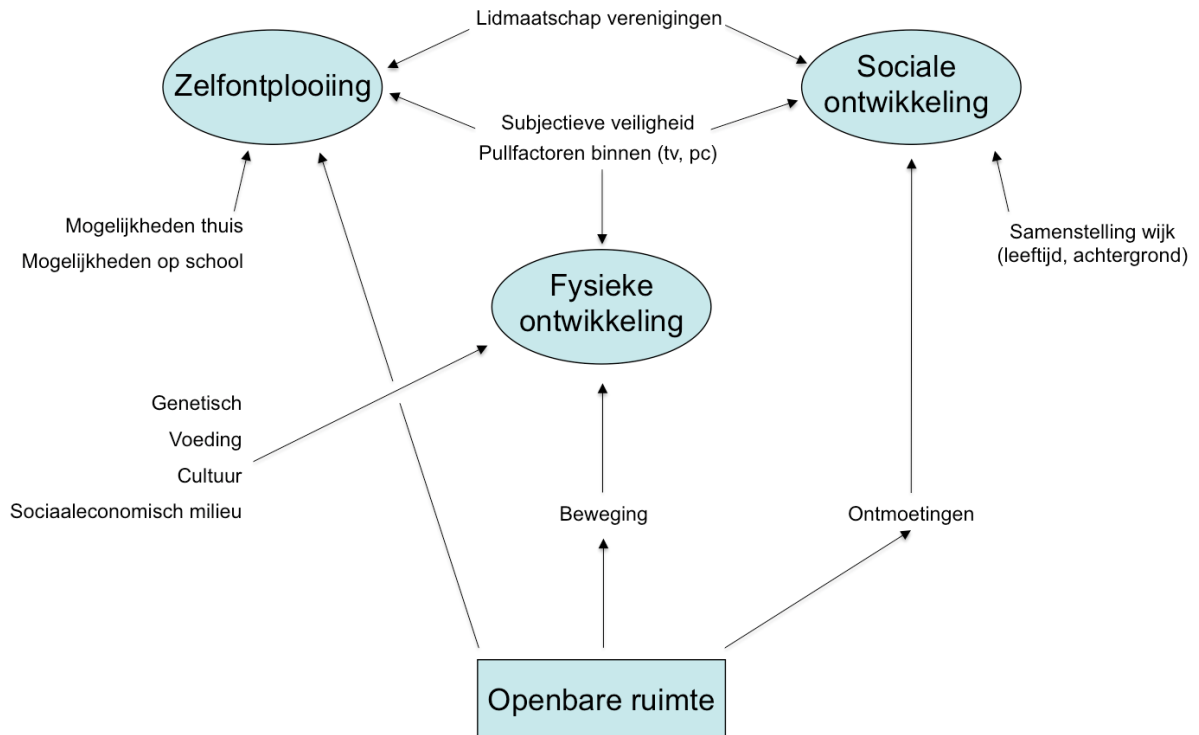 Lidmaatschap verenigingen
Zelfontplooiing
Sociale
ontwikkeling
Subjectieve veiligheid
Pullfactoren binnen (tv, pc)
Mogelijkheden thuis
Mogelijkheden op school
Samenstelling wijk
(leeftijd, achtergrond)
Fysieke
ontwikkeling
Genetisch
Voeding
Cultuur
Sociaaleconomisch milieu
Beweging
Ontmoetingen
Openbare ruimte